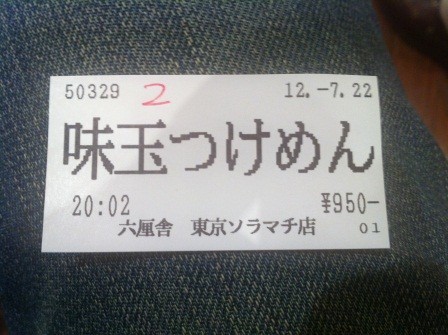 50329 2 12.-7.22
味玉つけめん
20:02 ¥950-
六厘舎 東京ソラマチ店 01